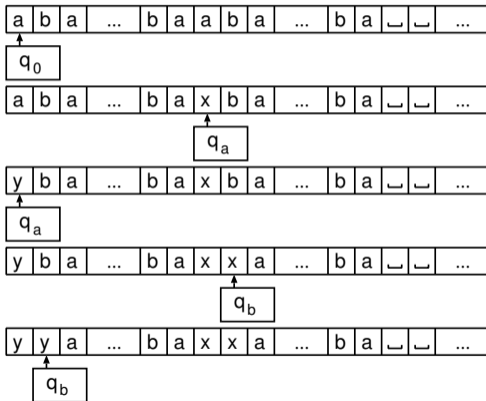 a b a ... b a a b a ... b a ⎵ ⎵ ...
q0
a b a ... b a x b a ... b a ⎵ ⎵ ...
qa
y b a ... b a x b a ... b a ⎵ ⎵ ...
qa
y b a ... b a x x a ... b a ⎵ ⎵ ...
qb
y y a ... b a x x a ... b a ⎵ ⎵ ...
qb